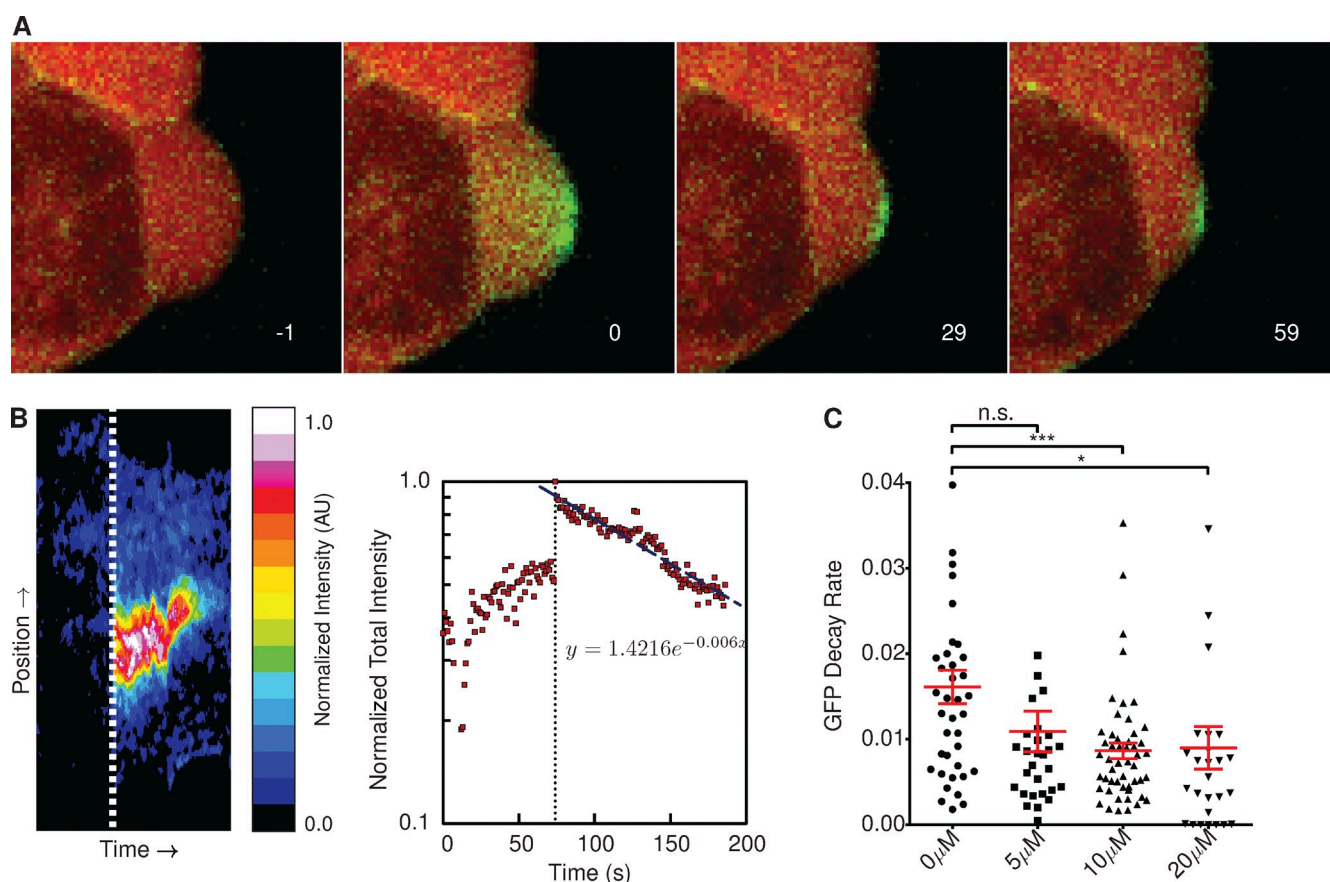 A
-1
0
29
59
B
Position →
Time →
1.0
0.0
Normalized Intensity (AU)
Normalized Total Intensity
1.0
0.1
0
50
100
150
200
Time (s)
y = 1.4216e^{-0.006x}
C
n.s.
***
*
GFP Decay Rate
0.04
0.03
0.02
0.01
0.00
0µM
5µM
10µM
20µM